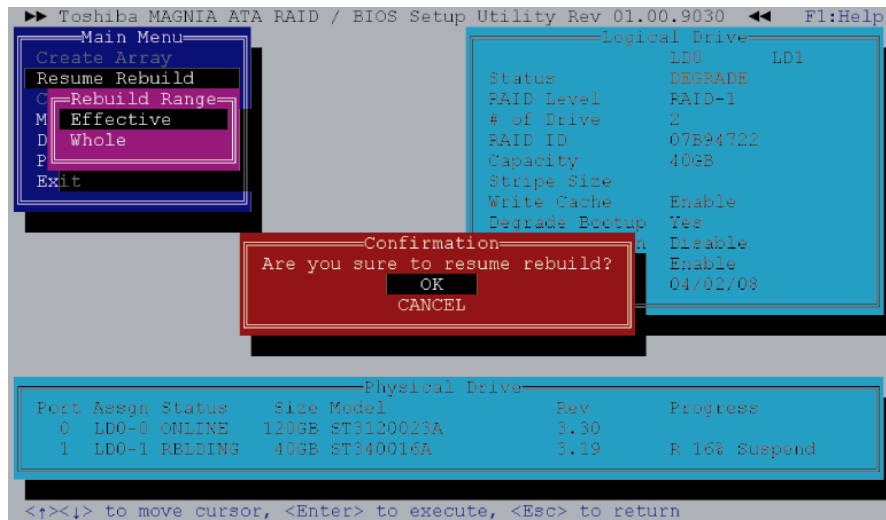 ►► Toshiba MAGNIA ATA RAID / BIOS Setup Utility Rev 01.00.9030 ◄◄ F1:Help
Main Menu
Create Array
Resume Rebuild
C
M
D
P
Exit
Rebuild Range
Effective
Whole
Logical Drive
LD0 LD1
Status DEGRADE
RAID Level RAID-1
# of Drive 2
RAID ID 07B94722
Capacity 40GB
Stripe Size
Write Cache Enable
Degrade Bootup Yes
n Disable
Enable
04/02/08
Confirmation
Are you sure to resume rebuild?
OK
CANCEL
Physical Drive
Port Assgn Status Size Model Rev Progress
0 LD0-0 ONLINE 120GB ST3120023A 3.30
1 LD0-1 RBLDING 40GB ST340016A 3.19 R 16% Suspend
<↑><↓> to move cursor, <Enter> to execute, <Esc> to return